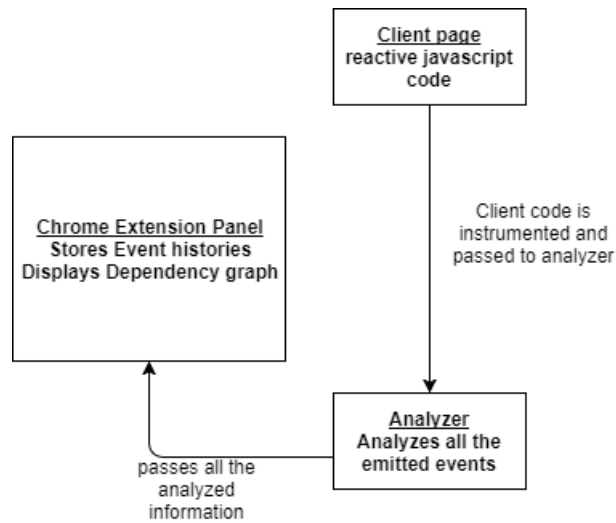 Client page
reactive javascript
code
Chrome Extension Panel
Stores Event histories
Displays Dependency graph
Client code is
instrumented and
passed to analyzer
Analyzer
Analyzes all the
emitted events
passes all the
analyzed
information